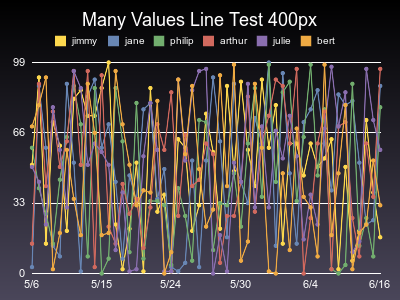 Many Values Line Test 400px
jimmy jane philip arthur julie bert
99
66
33
0
5/6 5/15 5/24 5/30 6/4 6/16